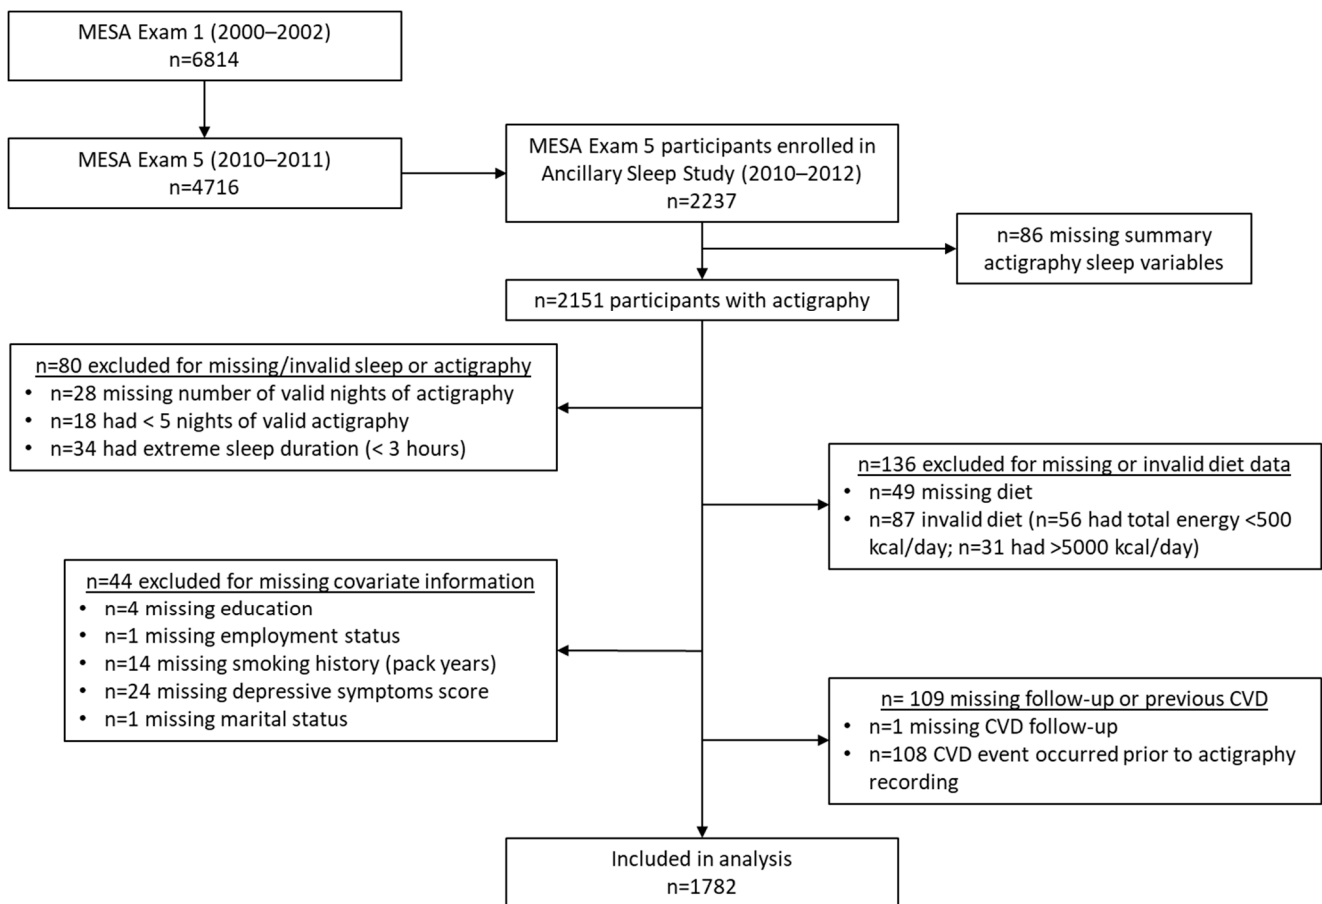 MESA Exam 1 (2000–2002)
n=6814
MESA Exam 5 (2010–2011)
n=4716
MESA Exam 5 participants enrolled in
Ancillary Sleep Study (2010–2012)
n=2237
n=86 missing summary
actigraphy sleep variables
n=2151 participants with actigraphy
n=80 excluded for missing/invalid sleep or actigraphy
• n=28 missing number of valid nights of actigraphy
• n=18 had < 5 nights of valid actigraphy
• n=34 had extreme sleep duration (< 3 hours)
n=136 excluded for missing or invalid diet data
• n=49 missing diet
• n=87 invalid diet (n=56 had total energy <500
kcal/day; n=31 had >5000 kcal/day)
n=44 excluded for missing covariate information
• n=4 missing education
• n=1 missing employment status
• n=14 missing smoking history (pack years)
• n=24 missing depressive symptoms score
• n=1 missing marital status
n= 109 missing follow-up or previous CVD
• n=1 missing CVD follow-up
• n=108 CVD event occurred prior to actigraphy
recording
Included in analysis
n=1782